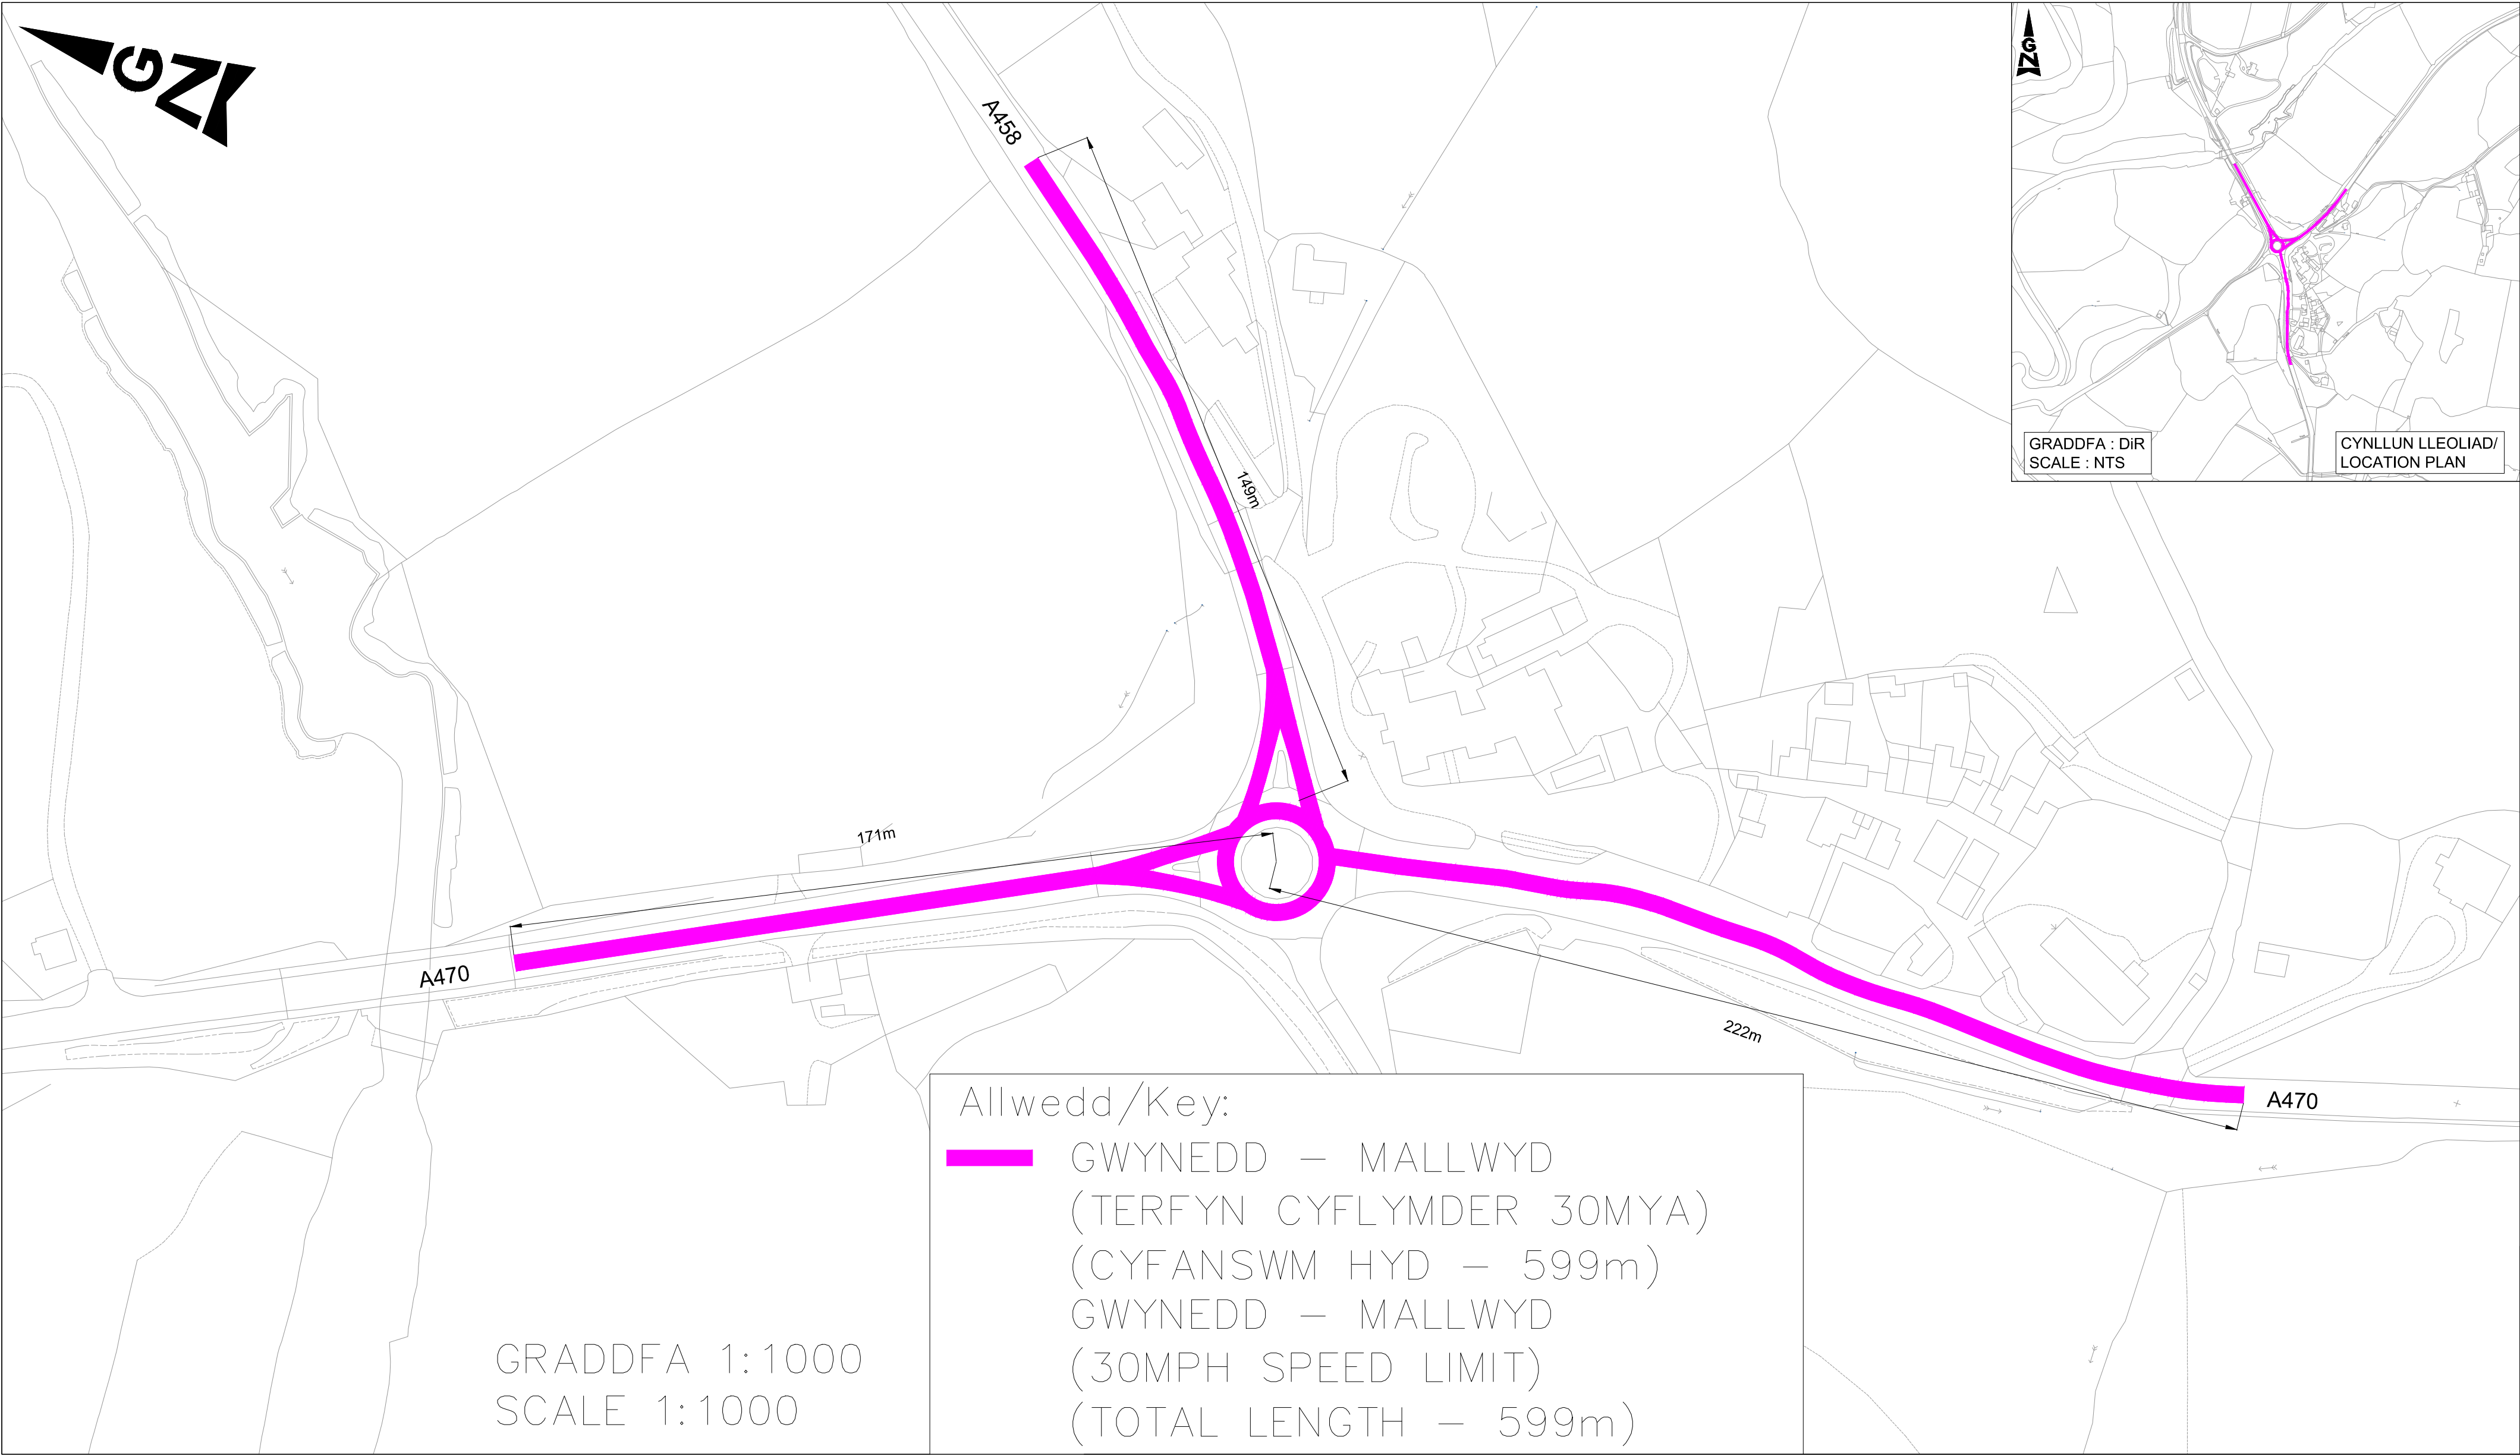 GN
GN
A458
149m
171m
A470
222m
A470
GRADDFA : DiR
SCALE : NTS
CYNLLUN LLEOLIAD/
LOCATION PLAN
Allwedd/Key:
GWYNEDD – MALLWYD
(TERFYN CYFLYMDER 30MYA)
(CYFANSWM HYD – 599m)
GWYNEDD – MALLWYD
(30MPH SPEED LIMIT)
(TOTAL LENGTH – 599m)
GRADDFA 1:1000
SCALE 1:1000